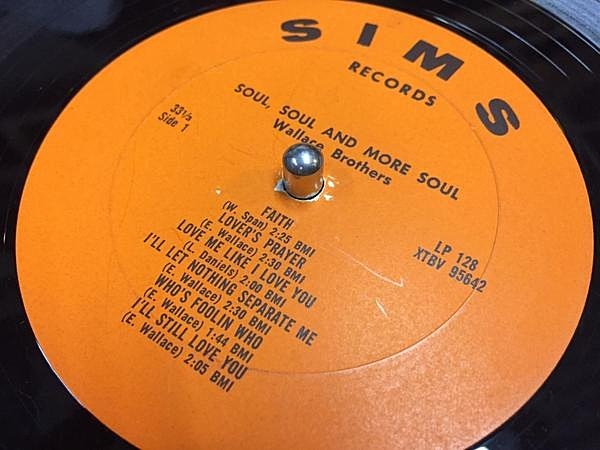 SIMS
RECORDS
SOUL, SOUL AND MORE SOUL
Wallace Brothers
33⅓
Side 1
LP 128
XTBV 95642
FAITH
(W. Span) 2:25 BMI
LOVER'S PRAYER
(E. Wallace) 2:30 BMI
LOVE ME LIKE I LOVE YOU
(L. Daniels) 2:00 BMI
I'LL LET NOTHING SEPARATE ME
(E. Wallace) 2:30 BMI
WHO'S FOOLIN WHO
(E. Wallace) 1:44 BMI
I'LL STILL LOVE YOU
(E. Wallace) 2:05 BMI